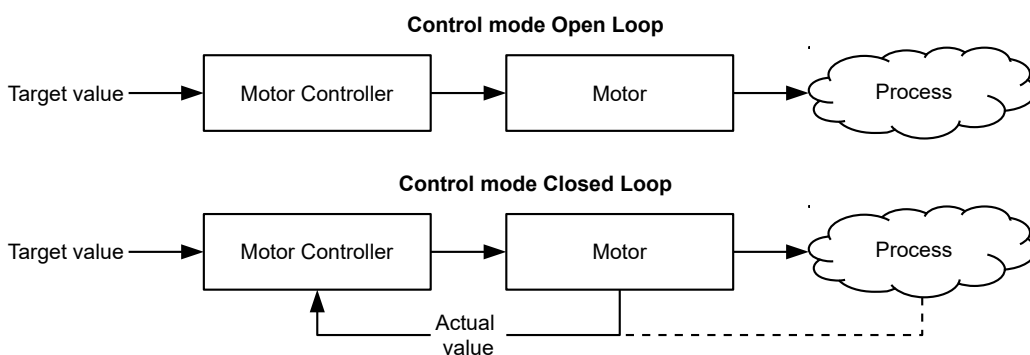 Control mode Open Loop
Target value
Motor Controller
Motor
Process
Control mode Closed Loop
Target value
Motor Controller
Motor
Process
Actual
value